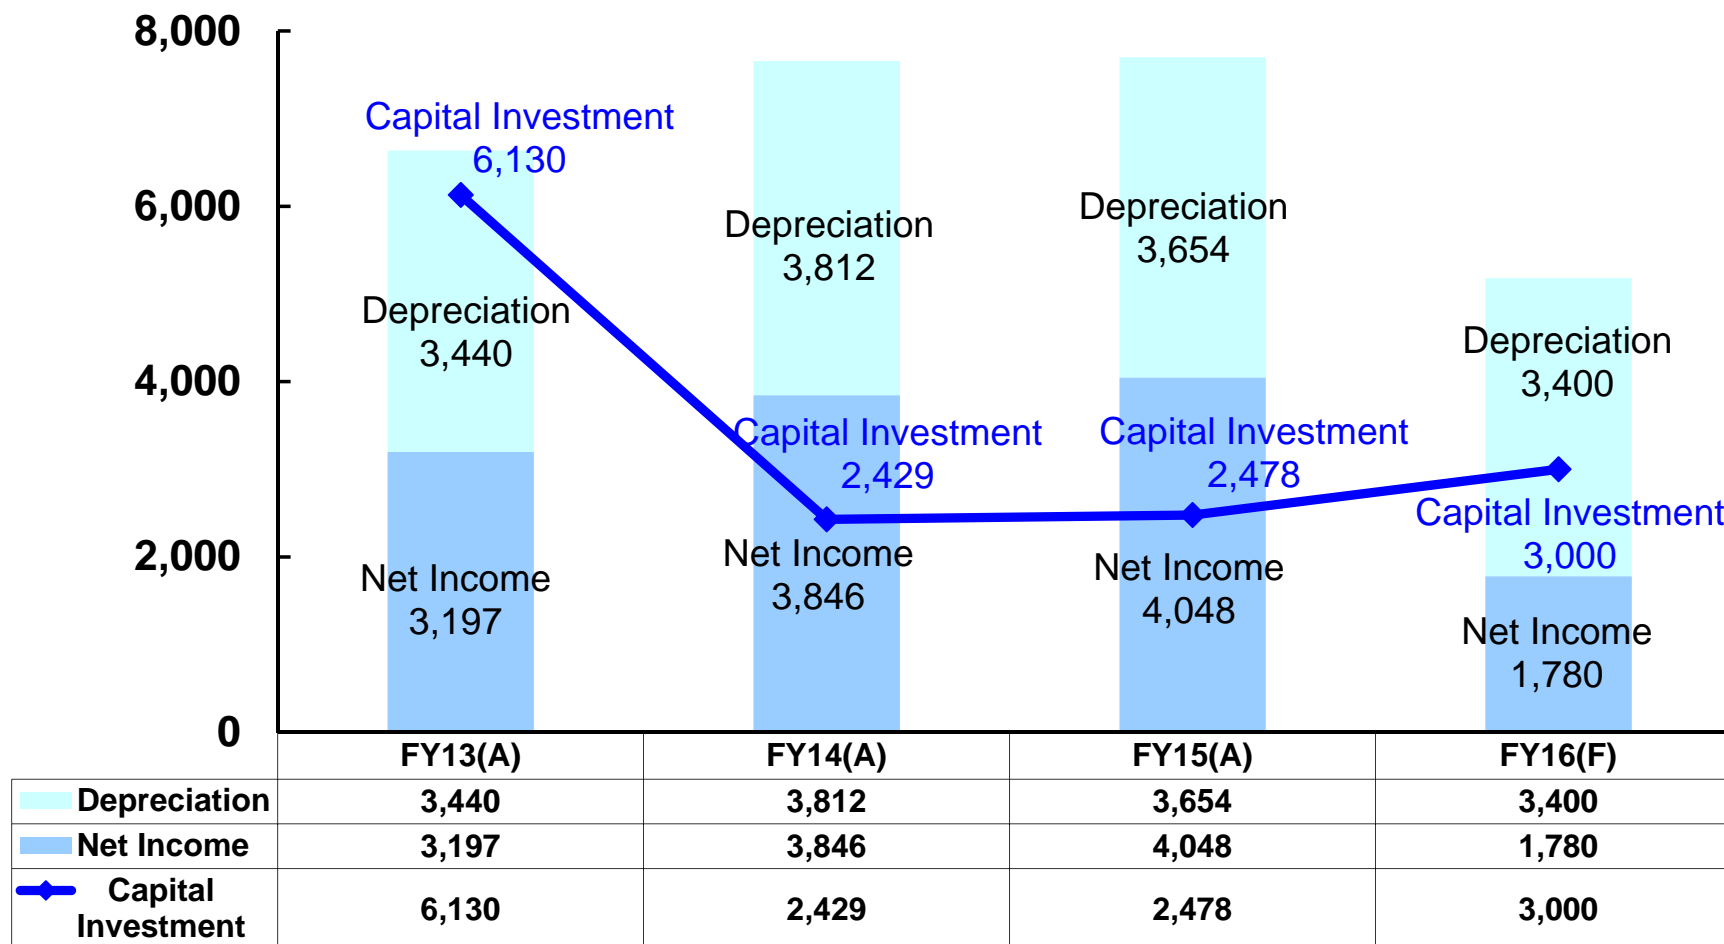 8,000
6,000
4,000
2,000
0
Capital Investment
6,130
Depreciation
3,440
Net Income
3,197
Depreciation
3,812
Capital Investment
2,429
Net Income
3,846
Depreciation
3,654
Capital Investment
2,478
Net Income
4,048
Depreciation
3,400
Capital Investment
3,000
Net Income
1,780
FY13(A) FY14(A) FY15(A) FY16(F)
Depreciation 3,440 3,812 3,654 3,400
Net Income 3,197 3,846 4,048 1,780
Capital
Investment 6,130 2,429 2,478 3,000